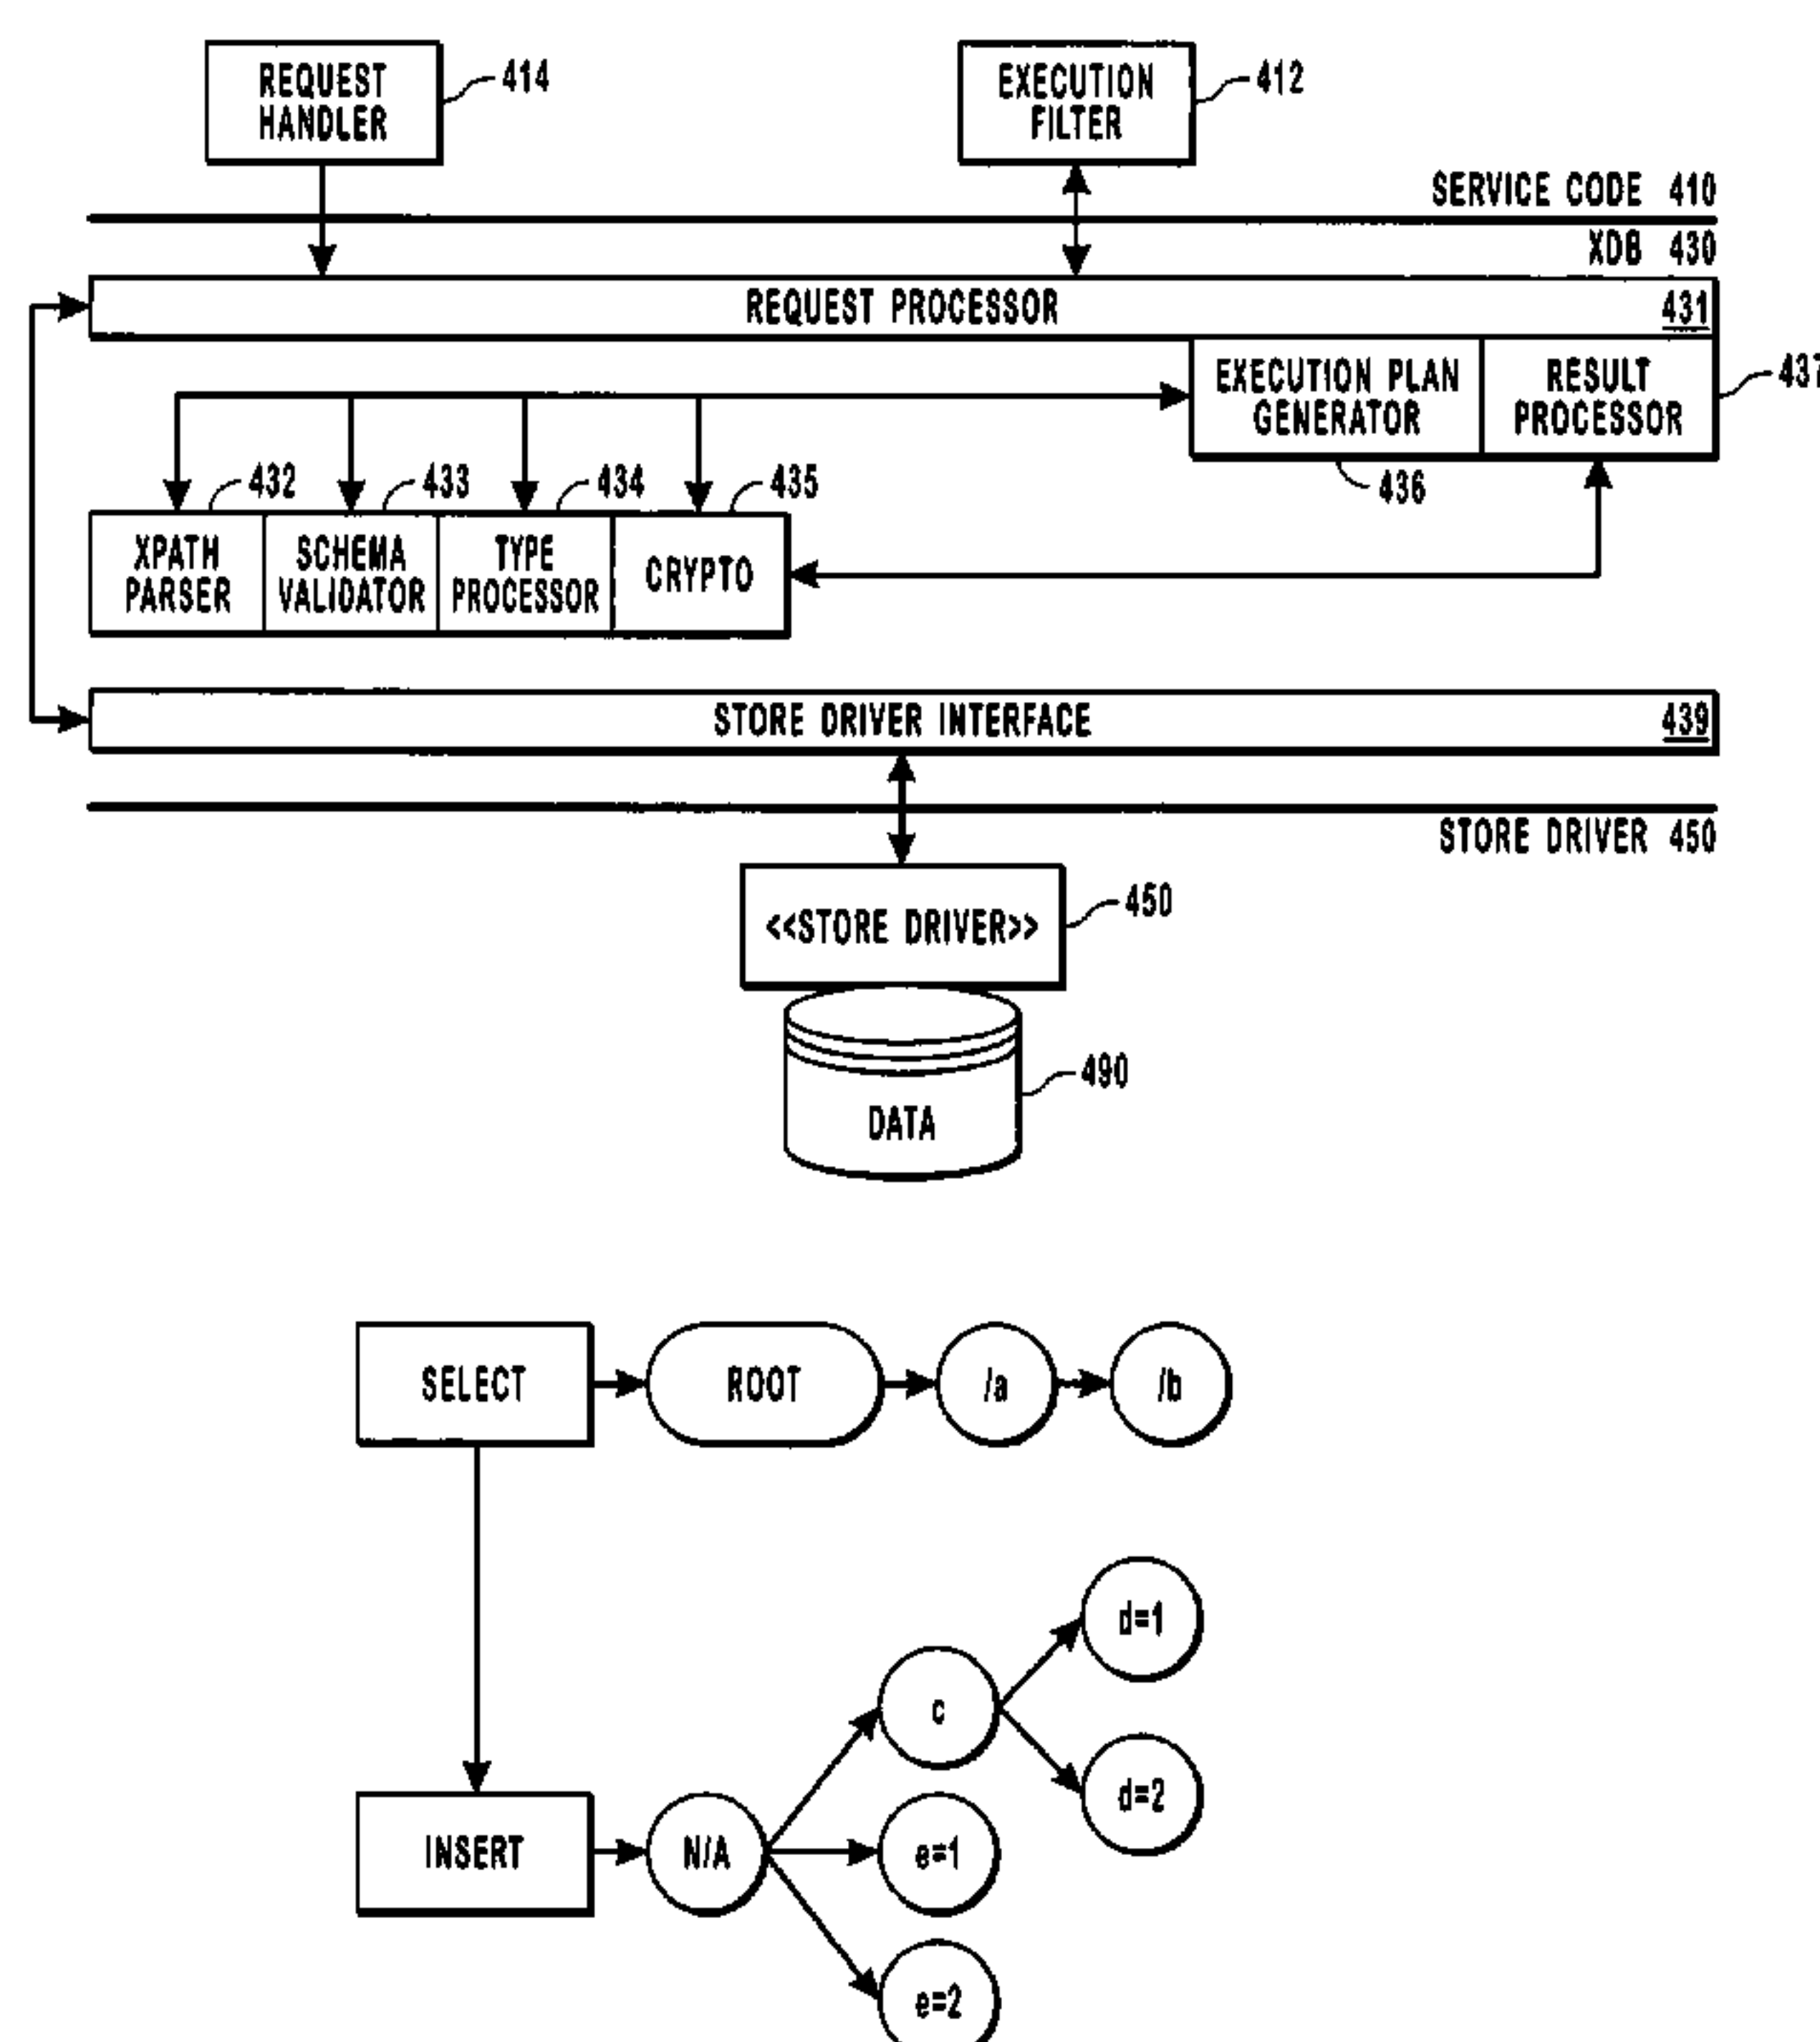 REQUEST
HANDLER
414
EXECUTION
FILTER
412
SERVICE CODE 410
XDB 430
REQUEST PROCESSOR
431
EXECUTION PLAN
GENERATOR
436
RESULT
PROCESSOR
437
432
433
434
435
XPATH
PARSER
SCHEMA
VALIDATOR
TYPE
PROCESSOR
CRYPTO
STORE DRIVER INTERFACE
439
STORE DRIVER 450
<<STORE DRIVER>>
450
DATA
490
SELECT
ROOT
/a
/b
d=1
c
d=2
INSERT
N/A
e=1
e=2